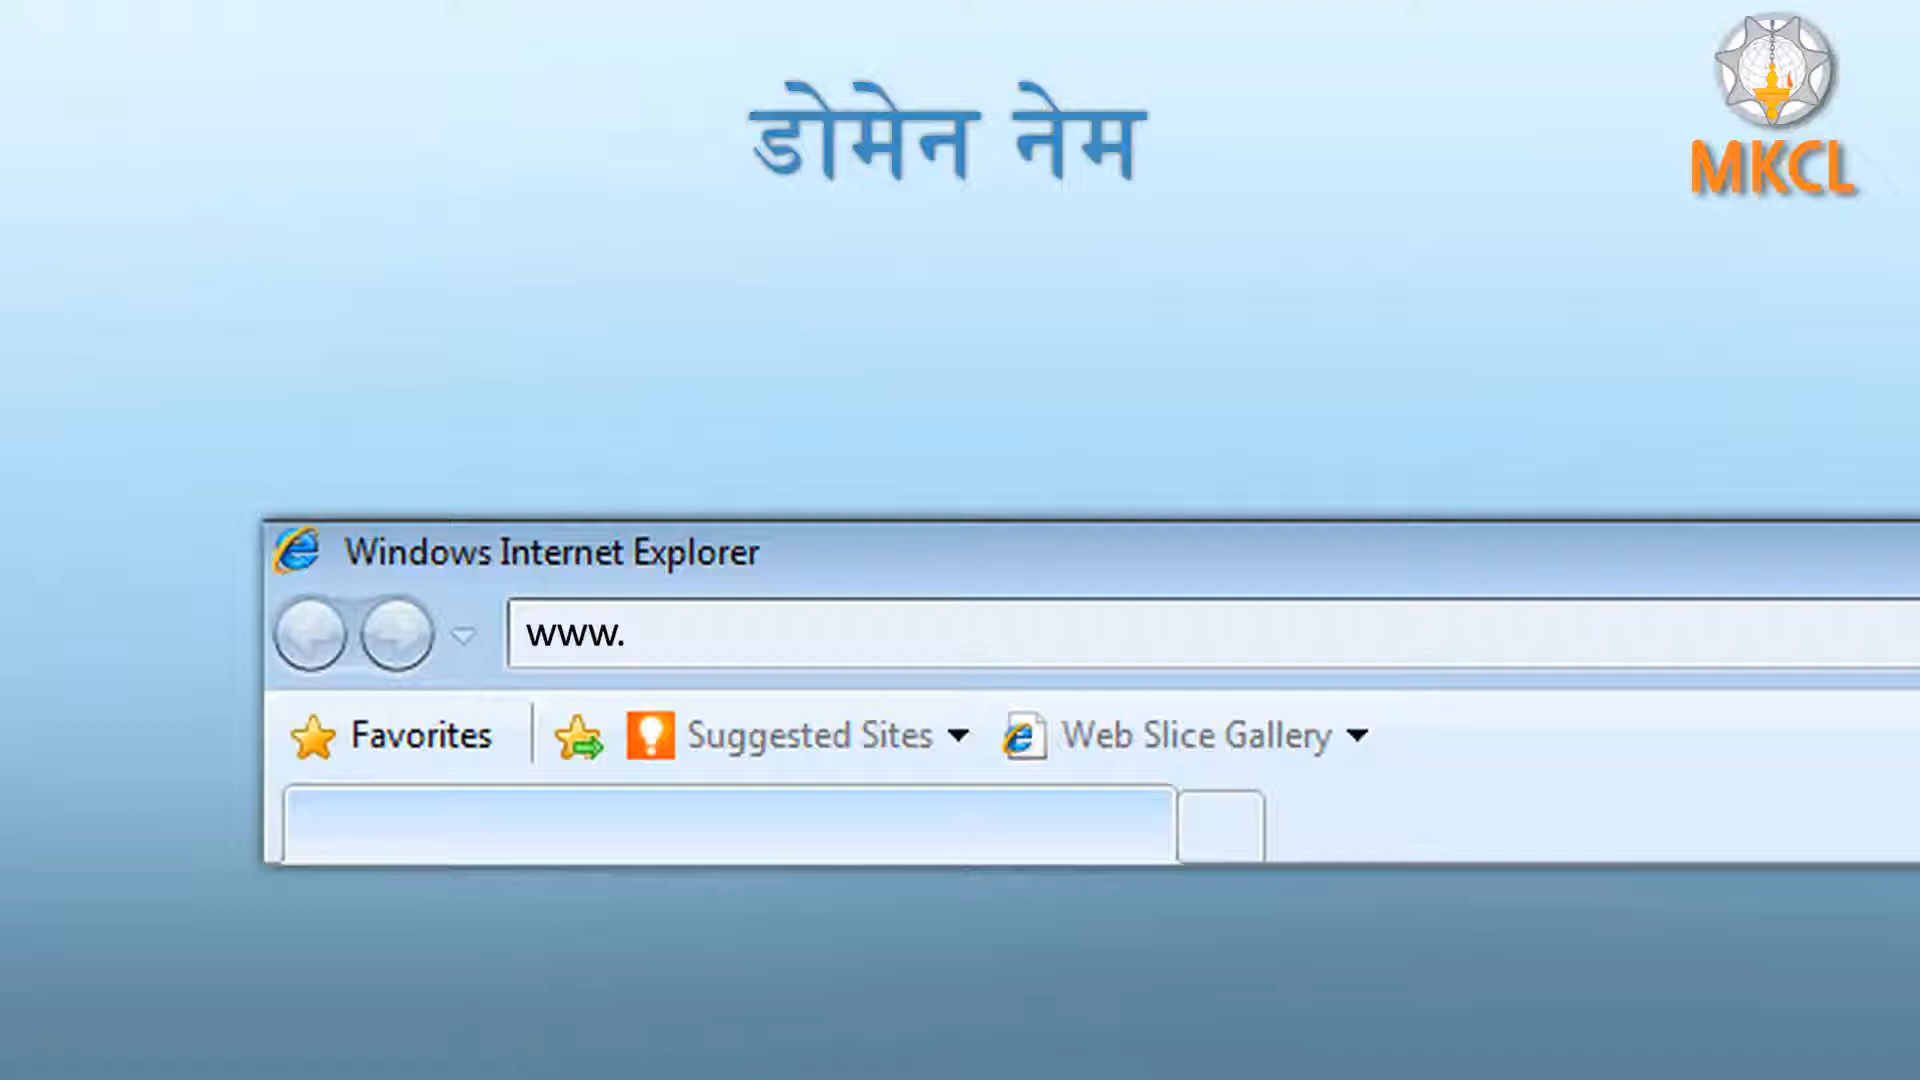 डोमेन नेम
MKCL
Windows Internet Explorer
www.
Favorites Suggested Sites Web Slice Gallery